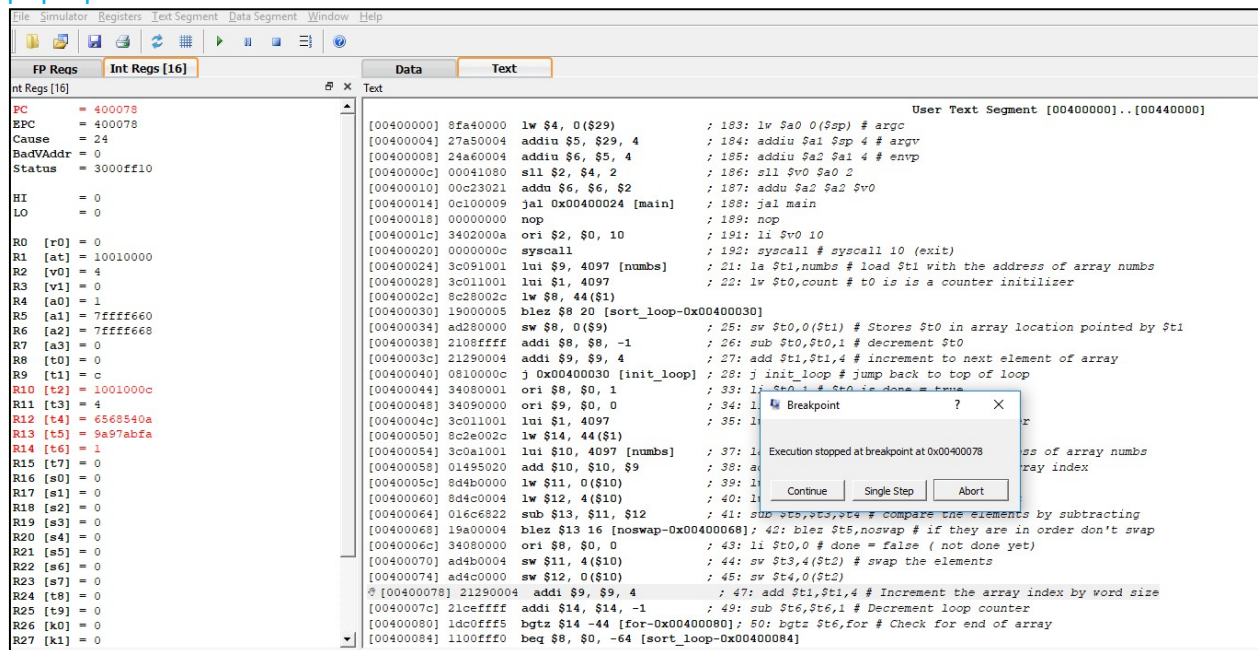 File Simulator Registers Text Segment Data Segment Window Help
FP Regs Int Regs [16] Data Text
nt Regs [16] Text
PC = 400078
EPC = 400078
Cause = 24
BadVAddr = 0
Status = 3000ff10
HI = 0
LO = 0
R0 [r0] = 0
R1 [at] = 10010000
R2 [v0] = 4
R3 [v1] = 0
R4 [a0] = 1
R5 [a1] = 7ffff660
R6 [a2] = 7ffff668
R7 [a3] = 0
R8 [t0] = 0
R9 [t1] = c
R10 [t2] = 1001000c
R11 [t3] = 4
R12 [t4] = 6568540a
R13 [t5] = 9a97abfa
R14 [t6] = 1
R15 [t7] = 0
R16 [s0] = 0
R17 [s1] = 0
R18 [s2] = 0
R19 [s3] = 0
R20 [s4] = 0
R21 [s5] = 0
R22 [s6] = 0
R23 [s7] = 0
R24 [t8] = 0
R25 [t9] = 0
R26 [k0] = 0
R27 [k1] = 0
User Text Segment [00400000]..[00440000]
[00400000] 8fa40000 lw $4, 0($29) ; 183: lw $a0 0($sp) # argc
[00400004] 27a50004 addiu $5, $29, 4 ; 184: addiu $a1 $sp 4 # argv
[00400008] 24a60004 addiu $6, $5, 4 ; 185: addiu $a2 $a1 4 # envp
[0040000c] 00041080 sll $2, $4, 2 ; 186: sll $v0 $a0 2
[00400010] 00c23021 addu $6, $6, $2 ; 187: addu $a2 $a2 $v0
[00400014] 0c100009 jal 0x00400024 [main] ; 188: jal main
[00400018] 00000000 nop ; 189: nop
[0040001c] 3402000a ori $2, $0, 10 ; 191: li $v0 10
[00400020] 0000000c syscall ; 192: syscall # syscall 10 (exit)
[00400024] 3c091001 lui $9, 4097 [numbs] ; 21: la $t1,numbs # load $t1 with the address of array numbs
[00400028] 3c011001 lui $1, 4097 ; 22: lw $t0,count # t0 is is a counter initilizer
[0040002c] 8c28002c lw $8, 44($1)
[00400030] 19000005 blez $8 20 [sort_loop-0x00400030]
[00400034] ad280000 sw $8, 0($9) ; 25: sw $t0,0($t1) # Stores $t0 in array location pointed by $t1
[00400038] 2108ffff addi $8, $8, -1 ; 26: sub $t0,$t0,1 # decrement $t0
[0040003c] 21290004 addi $9, $9, 4 ; 27: add $t1,$t1,4 # increment to next element of array
[00400040] 0810000c j 0x00400030 [init_loop] ; 28: j init_loop # jump back to top of loop
[00400044] 34080001 ori $8, $0, 1 ; 33: li $t0,1 # $t0 is done = true
[00400048] 34090000 ori $9, $0, 0 ; 34: l
[0040004c] 3c011001 lui $1, 4097 ; 35: l r
[00400050] 8c2e002c lw $14, 44($1)
[00400054] 3c0a1001 lui $10, 4097 [numbs] ; 37: l ss of array numbs
[00400058] 01495020 add $10, $10, $9 ; 38: a ray index
[0040005c] 8d4b0000 lw $11, 0($10) ; 39: l
[00400060] 8d4c0004 lw $12, 4($10) ; 40: l
[00400064] 016c6822 sub $13, $11, $12 ; 41: sub $t5,$t3,$t4 # compare the elements by subtracting
[00400068] 19a00004 blez $13 16 [noswap-0x00400068]; 42: blez $t5,noswap # if they are in order don't swap
[0040006c] 34080000 ori $8, $0, 0 ; 43: li $t0,0 # done = false ( not done yet)
[00400070] ad4b0004 sw $11, 4($10) ; 44: sw $t3,4($t2) # swap the elements
[00400074] ad4c0000 sw $12, 0($10) ; 45: sw $t4,0($t2)
[00400078] 21290004 addi $9, $9, 4 ; 47: add $t1,$t1,4 # Increment the array index by word size
[0040007c] 21ceffff addi $14, $14, -1 ; 49: sub $t6,$t6,1 # Decrement loop counter
[00400080] 1dc0fff5 bgtz $14 -44 [for-0x00400080]; 50: bgtz $t6,for # Check for end of array
[00400084] 1100fff0 beq $8, $0, -64 [sort_loop-0x00400084]
Breakpoint ? X
Execution stopped at breakpoint at 0x00400078
Continue Single Step Abort